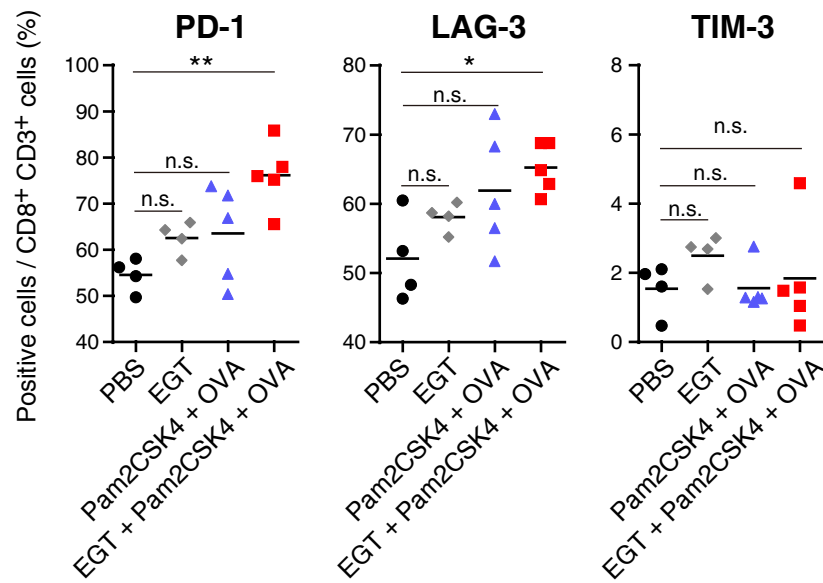 PD-1 LAG-3 TIM-3
Positive cells / CD8+ CD3+ cells (%)
100
90
80
70
60
50
40
**
n.s.
n.s.
PBS
EGT
Pam2CSK4 + OVA
EGT + Pam2CSK4 + OVA
80
70
60
50
40
*
n.s.
n.s.
PBS
EGT
Pam2CSK4 + OVA
EGT + Pam2CSK4 + OVA
8
6
4
2
0
n.s.
n.s.
n.s.
PBS
EGT
Pam2CSK4 + OVA
EGT + Pam2CSK4 + OVA